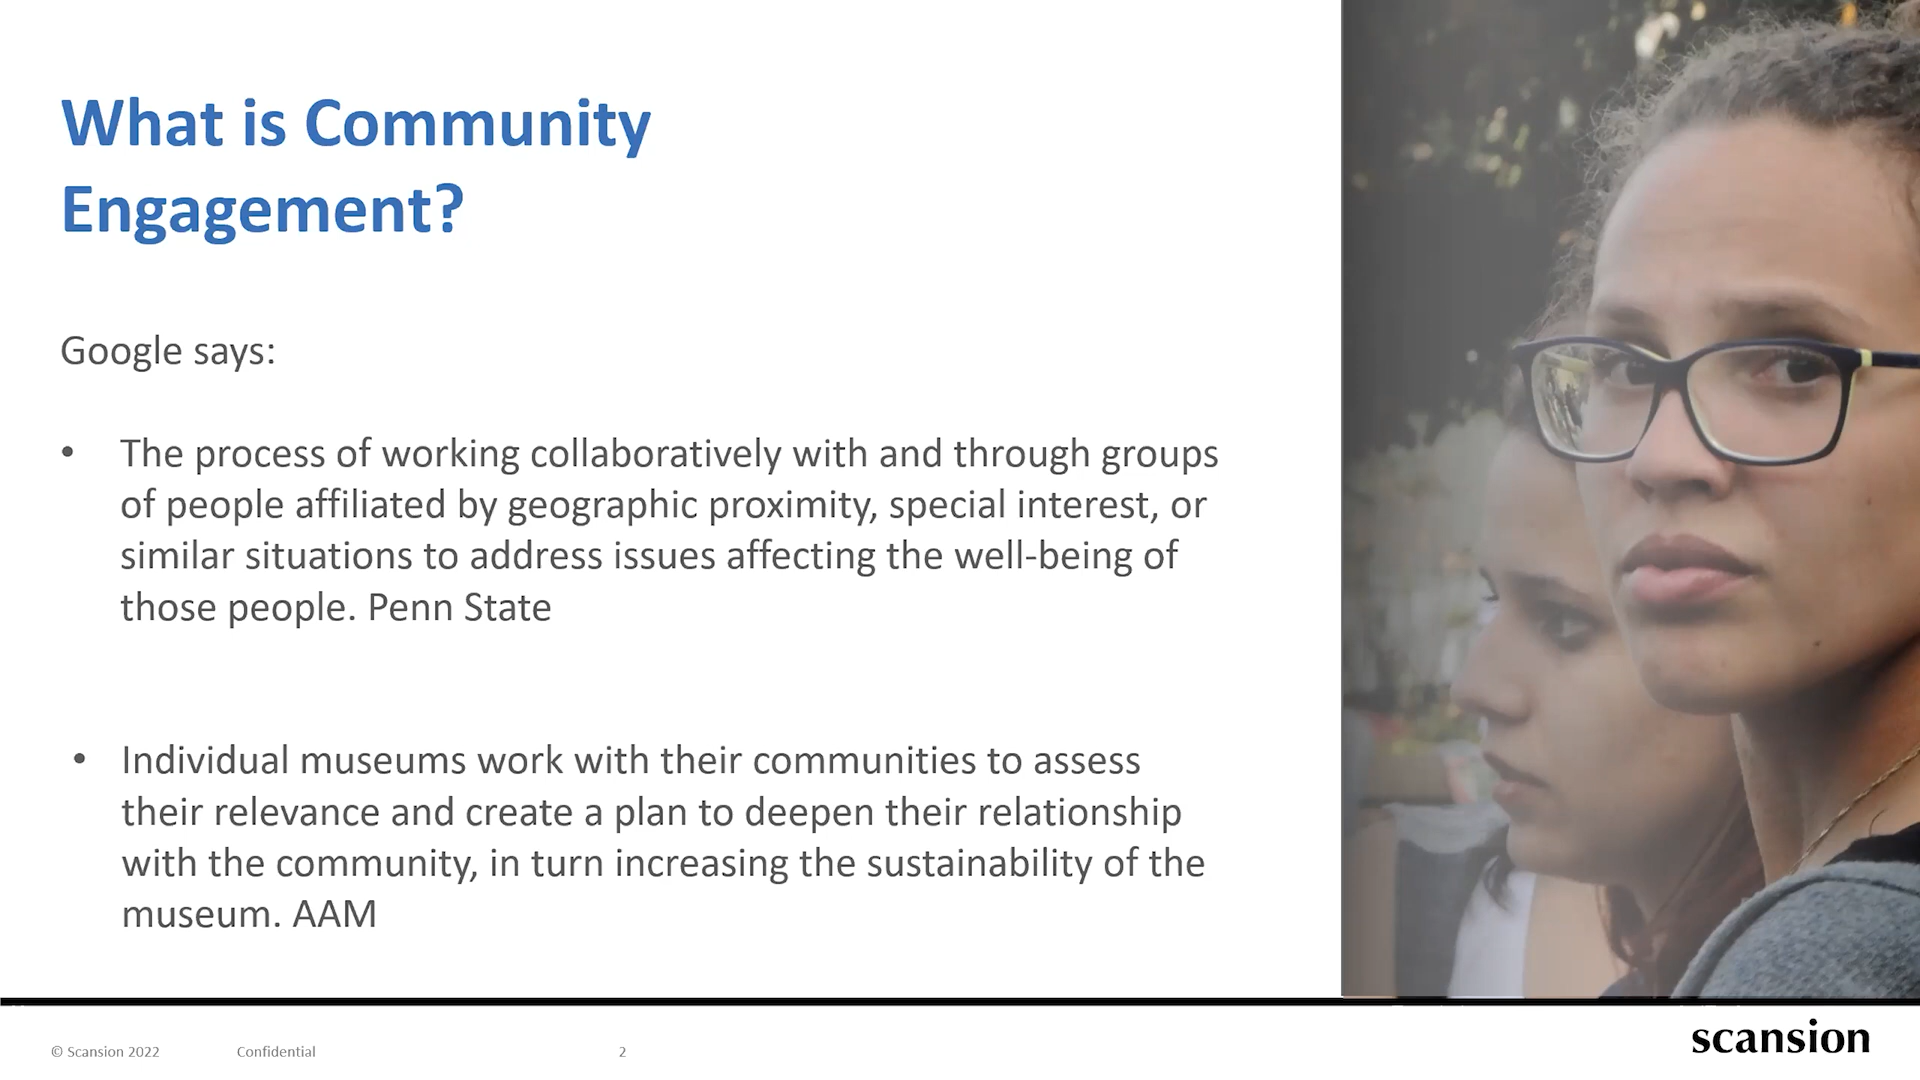 What is Community
Engagement?
Google says:
• The process of working collaboratively with and through groups
of people affiliated by geographic proximity, special interest, or
similar situations to address issues affecting the well-being of
those people. Penn State
• Individual museums work with their communities to assess
their relevance and create a plan to deepen their relationship
with the community, in turn increasing the sustainability of the
museum. AAM
© Scansion 2022 Confidential 2
scansion